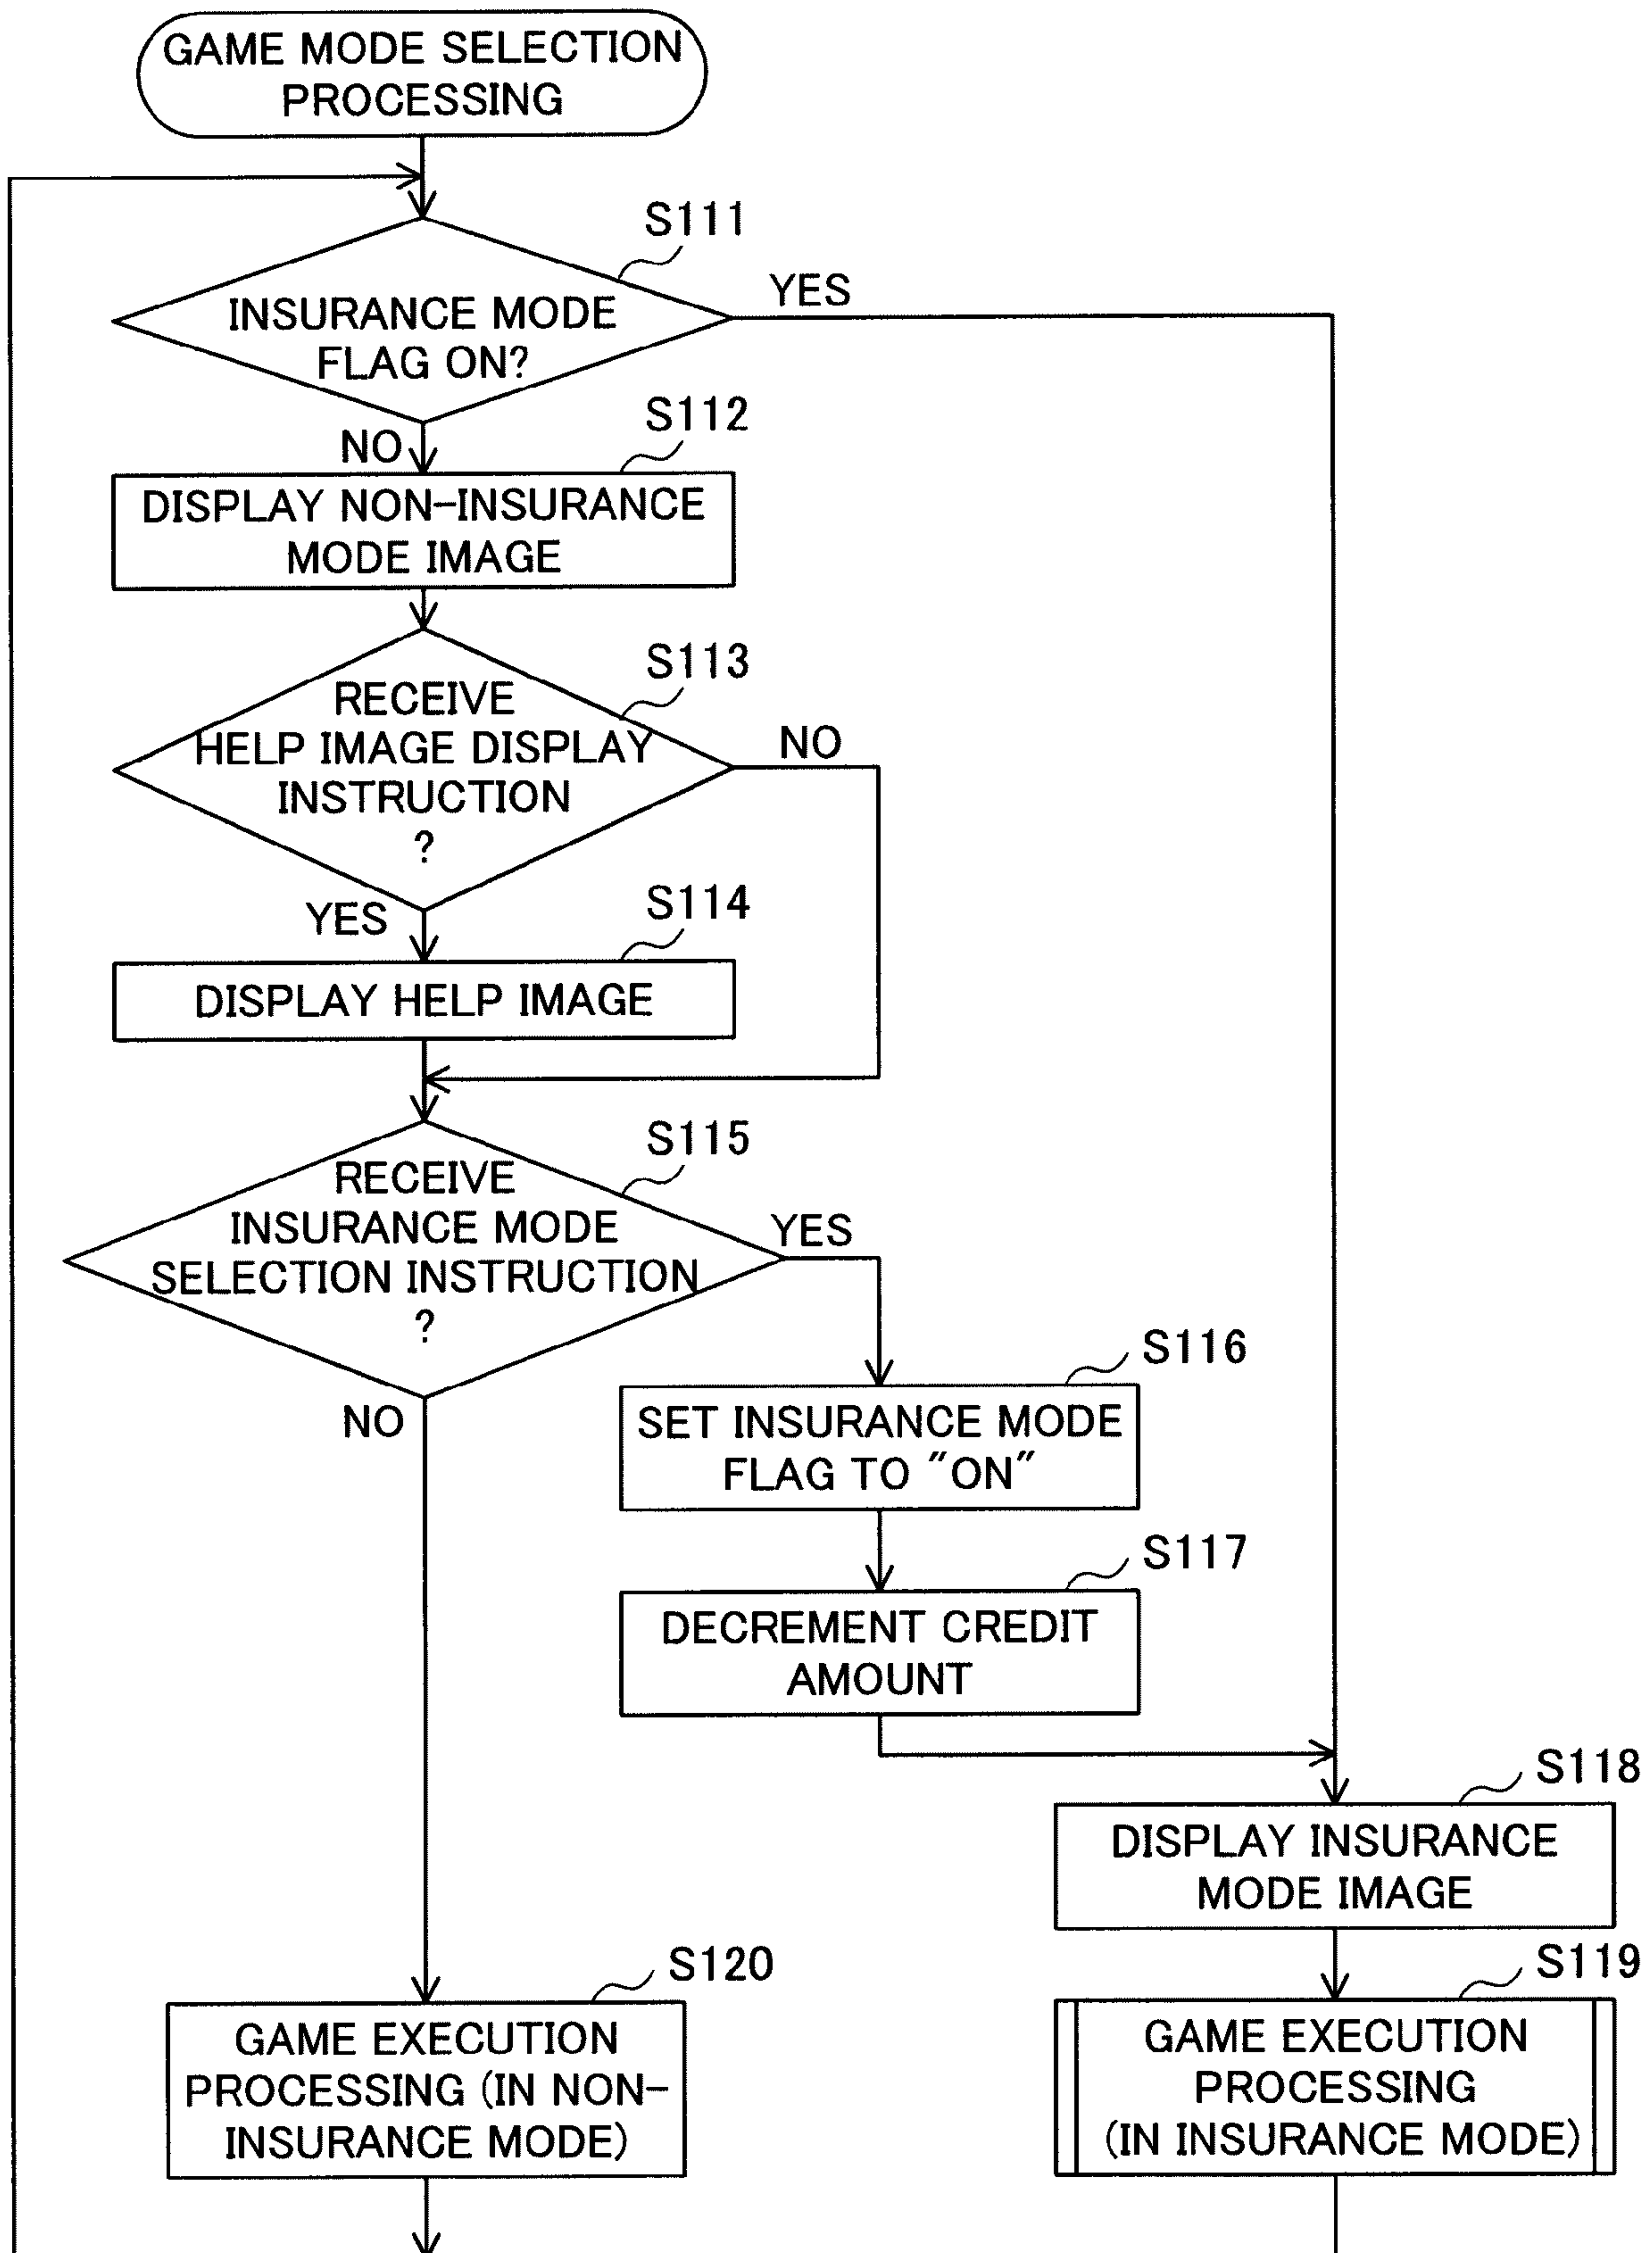 GAME MODE SELECTION
PROCESSING
S111
YES
INSURANCE MODE
FLAG ON?
S112
NO
DISPLAY NON-INSURANCE
MODE IMAGE
S113
RECEIVE
HELP IMAGE DISPLAY
INSTRUCTION
?
NO
YES
S114
DISPLAY HELP IMAGE
S115
RECEIVE
INSURANCE MODE
SELECTION INSTRUCTION
?
YES
NO
S116
SET INSURANCE MODE
FLAG TO "ON"
S117
DECREMENT CREDIT
AMOUNT
S118
DISPLAY INSURANCE
MODE IMAGE
S120
GAME EXECUTION
PROCESSING (IN NON-
INSURANCE MODE)
S119
GAME EXECUTION
PROCESSING
(IN INSURANCE MODE)